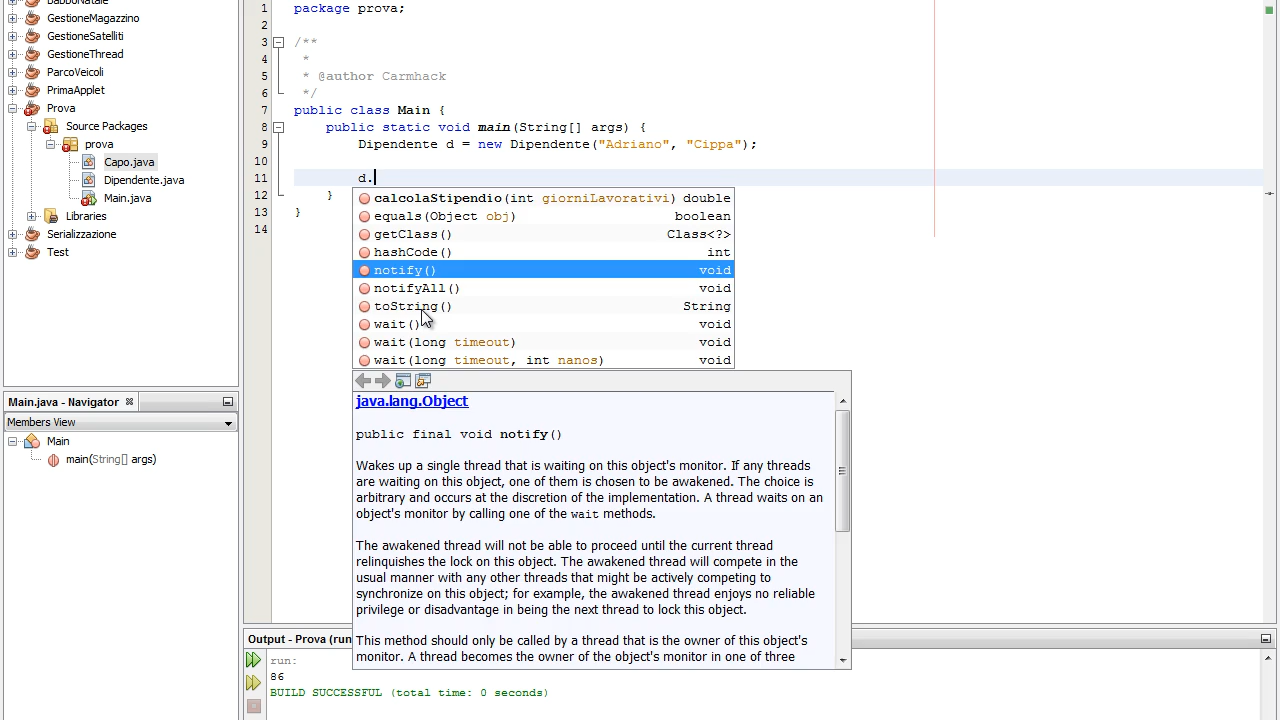 BabboNatale
GestioneMagazzino
GestioneSatelliti
GestioneThread
ParcoVeicoli
PrimaApplet
Prova
Source Packages
prova
Capo.java
Dipendente.java
Main.java
Libraries
Serializzazione
Test
Main.java - Navigator
Members View
Main
main(String[] args)
1 package prova;
2
3 /**
4 *
5 * @author Carmhack
6 */
7 public class Main {
8 public static void main(String[] args) {
9 Dipendente d = new Dipendente("Adriano", "Cippa");
10
11 d.
12 }
13 }
14
calcolaStipendio(int giorniLavorativi) double
equals(Object obj) boolean
getClass() Class<?>
hashCode() int
notify() void
notifyAll() void
toString() String
wait() void
wait(long timeout) void
wait(long timeout, int nanos) void
java.lang.Object
public final void notify()
Wakes up a single thread that is waiting on this object's monitor. If any threads
are waiting on this object, one of them is chosen to be awakened. The choice is
arbitrary and occurs at the discretion of the implementation. A thread waits on an
object's monitor by calling one of the wait methods.
The awakened thread will not be able to proceed until the current thread
relinquishes the lock on this object. The awakened thread will compete in the
usual manner with any other threads that might be actively competing to
synchronize on this object; for example, the awakened thread enjoys no reliable
privilege or disadvantage in being the next thread to lock this object.
This method should only be called by a thread that is the owner of this object's
monitor. A thread becomes the owner of the object's monitor in one of three
Output - Prova (run
run:
86
BUILD SUCCESSFUL (total time: 0 seconds)